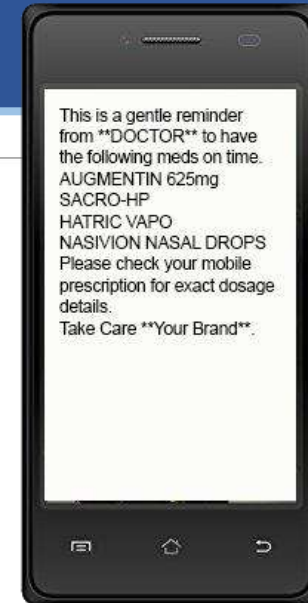 This is a gentle reminder
from **DOCTOR** to have
the following meds on time.
AUGMENTIN 625mg
SACRO-HP
HATRIC VAPO
NASIVION NASAL DROPS
Please check your mobile
prescription for exact dosage
details.
Take Care **Your Brand**.